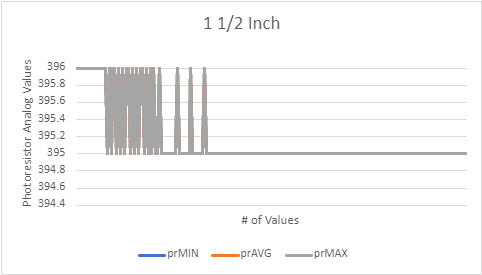 1 1/2 Inch
Photoresistor Analog Values
396
395.8
395.6
395.4
395.2
395
394.8
394.6
394.4
# of Values
prMIN prAVG prMAX